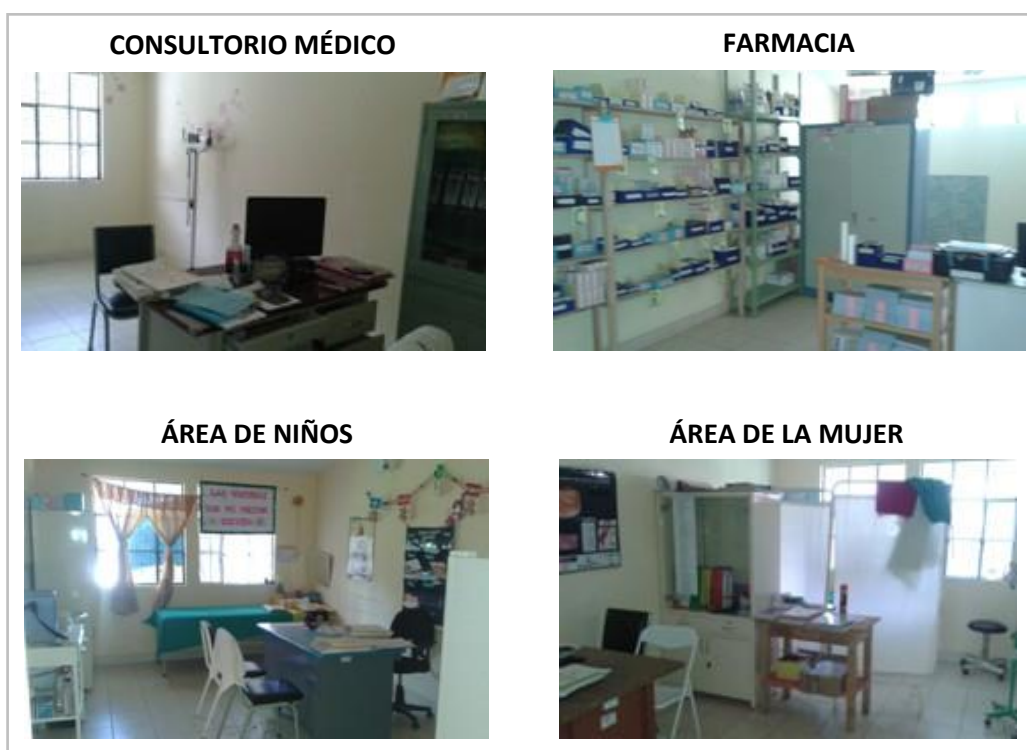 CONSULTORIO MÉDICO
FARMACIA
ÁREA DE NIÑOS
ÁREA DE LA MUJER